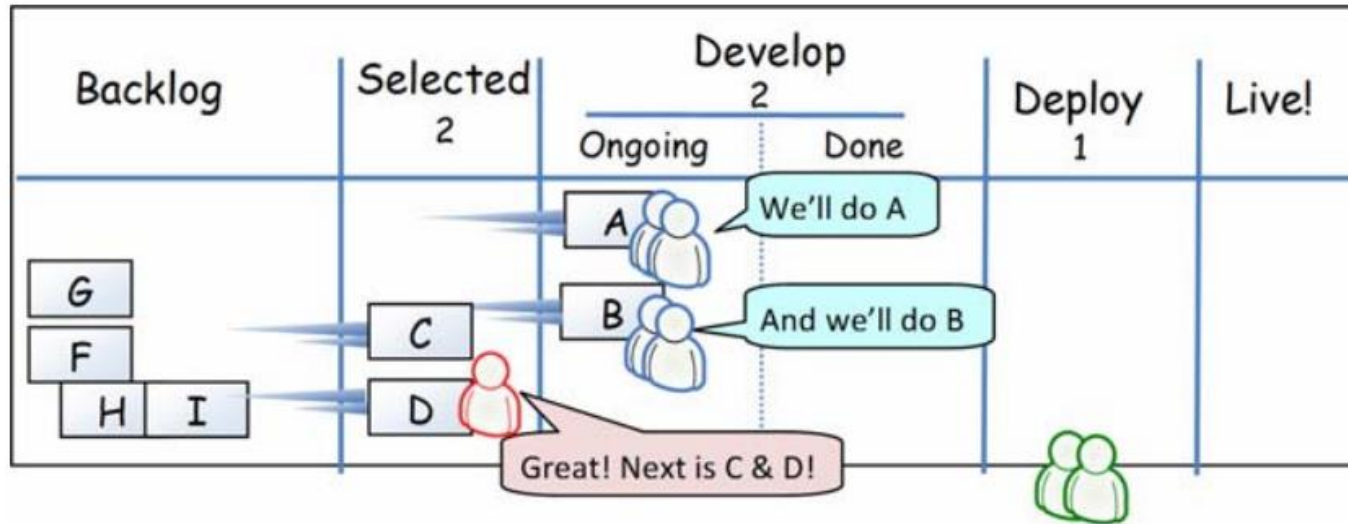 Backlog
Selected
2
Develop
2
Ongoing
Done
Deploy
1
Live!
A
We'll do A
G
B
And we'll do B
C
F
H
I
D
Great! Next is C & D!